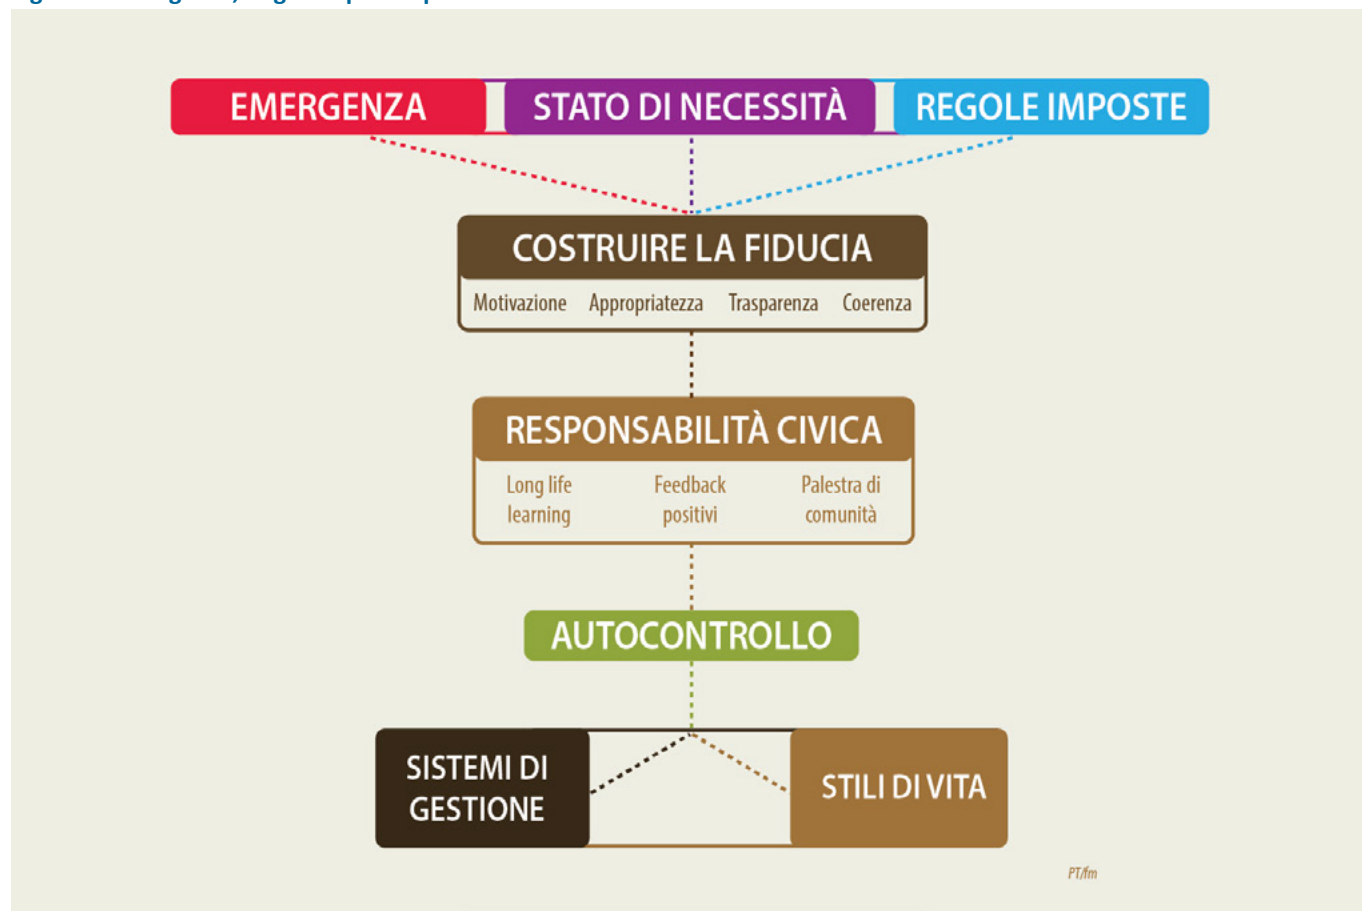 EMERGENZA STATO DI NECESSITÀ REGOLE IMPOSTE
COSTRUIRE LA FIDUCIA
Motivazione Appropriatezza Trasparenza Coerenza
RESPONSABILITÀ CIVICA
Long life learning
Feedback positivi
Palestra di comunità
AUTOCONTROLLO
SISTEMI DI
GESTIONE
STILI DI VITA
PT/fm